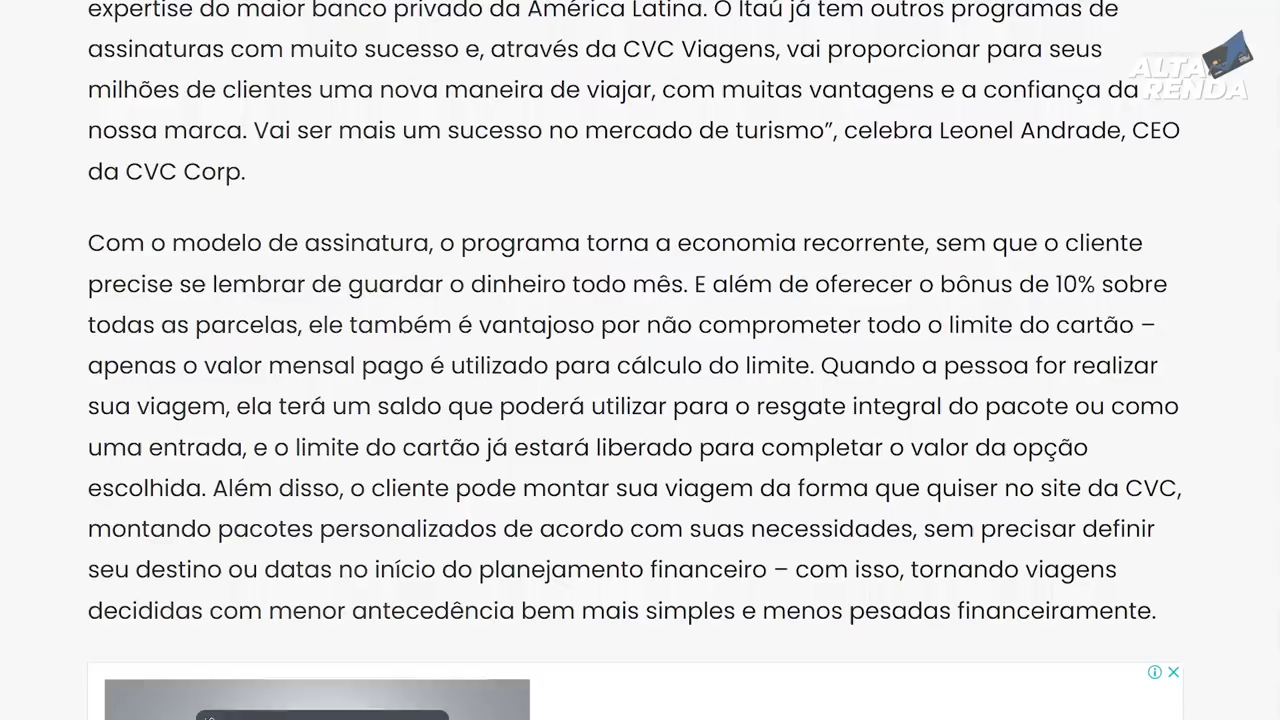 expertise do maior banco privado da América Latina. O Itaú já tem outros programas de
assinaturas com muito sucesso e, através da CVC Viagens, vai proporcionar para seus
milhões de clientes uma nova maneira de viajar, com muitas vantagens e a confiança da
nossa marca. Vai ser mais um sucesso no mercado de turismo”, celebra Leonel Andrade, CEO
da CVC Corp.
Com o modelo de assinatura, o programa torna a economia recorrente, sem que o cliente
precise se lembrar de guardar o dinheiro todo mês. E além de oferecer o bônus de 10% sobre
todas as parcelas, ele também é vantajoso por não comprometer todo o limite do cartão –
apenas o valor mensal pago é utilizado para cálculo do limite. Quando a pessoa for realizar
sua viagem, ela terá um saldo que poderá utilizar para o resgate integral do pacote ou como
uma entrada, e o limite do cartão já estará liberado para completar o valor da opção
escolhida. Além disso, o cliente pode montar sua viagem da forma que quiser no site da CVC,
montando pacotes personalizados de acordo com suas necessidades, sem precisar definir
seu destino ou datas no início do planejamento financeiro – com isso, tornando viagens
decididas com menor antecedência bem mais simples e menos pesadas financeiramente.
ALTA
RENDA